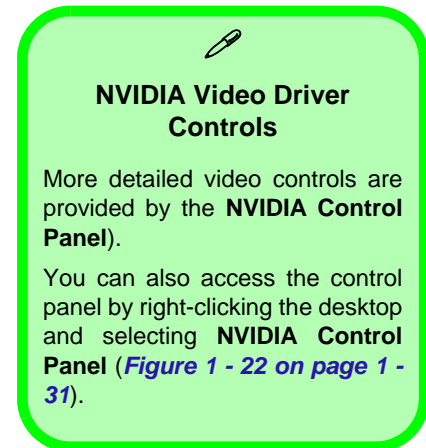 NVIDIA Video Driver
Controls
More detailed video controls are
provided by the NVIDIA Control
Panel).
You can also access the control
panel by right-clicking the desktop
and selecting NVIDIA Control
Panel (Figure 1 - 22 on page 1 -
31).